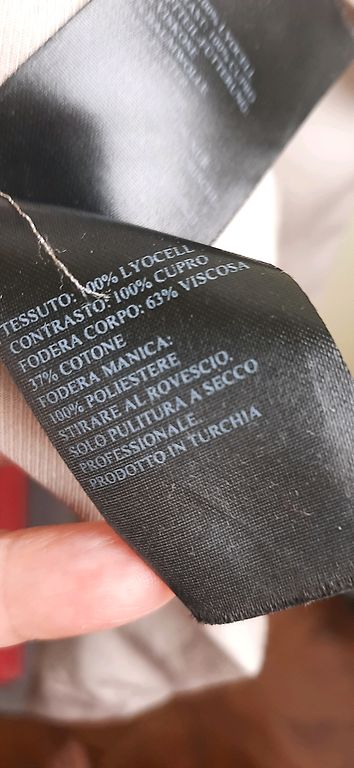 TESSUTO: 100% LYOCELL
CONTRASTO: 100% CUPRO
FODERA CORPO: 63% VISCOSA
37% COTONE
FODERA MANICA:
100% POLIESTERE
STIRARE AL ROVESCIO.
SOLO PULITURA A SECCO
PROFESSIONALE.
PRODOTTO IN TURCHIA